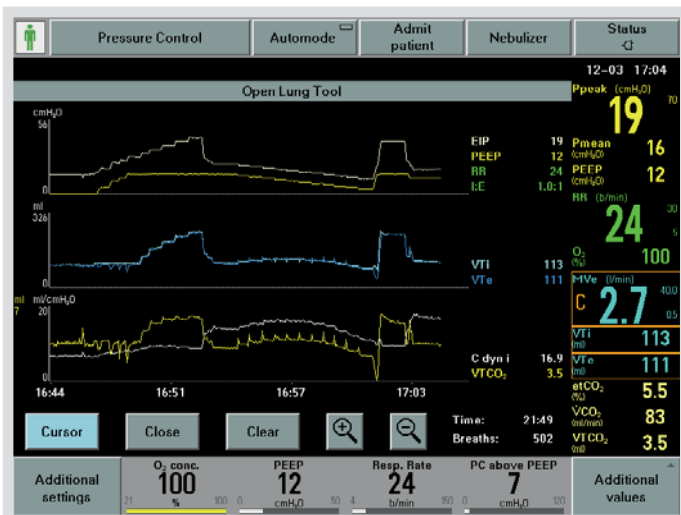 Pressure Control
Automode
Admit patient
Nebulizer
Status
12-03 17:04
Open Lung Tool
cmH₂O
56
0
EIP 19
PEEP 12
RR 24
I:E 1.0:1
ml
326
0
VTi 113
VTe 111
ml
7
ml/cmH₂O
20
0
C dyn i 16.9
VTCO₂ 3.5
16:44 16:51 16:57 17:03
Cursor
Close
Clear
Time: 21:49
Breaths: 502
Ppeak (cmH₂O)
70
19
Pmean (cmH₂O) 16
PEEP (cmH₂O) 12
RR (b/min)
30
24
5
O₂ (%) 100
MVe (l/min)
C 2.7
40.0
0.5
VTi (ml) 113
VTe (ml) 111
etCO₂ (%) 5.5
V̇CO₂ (ml/min) 83
VTCO₂ (ml) 3.5
Additional settings
O₂ conc.
100
21 % 100
PEEP
12
0 cmH₂O 50
Resp. Rate
24
4 b/min 150
PC above PEEP
7
0 cmH₂O 120
Additional values